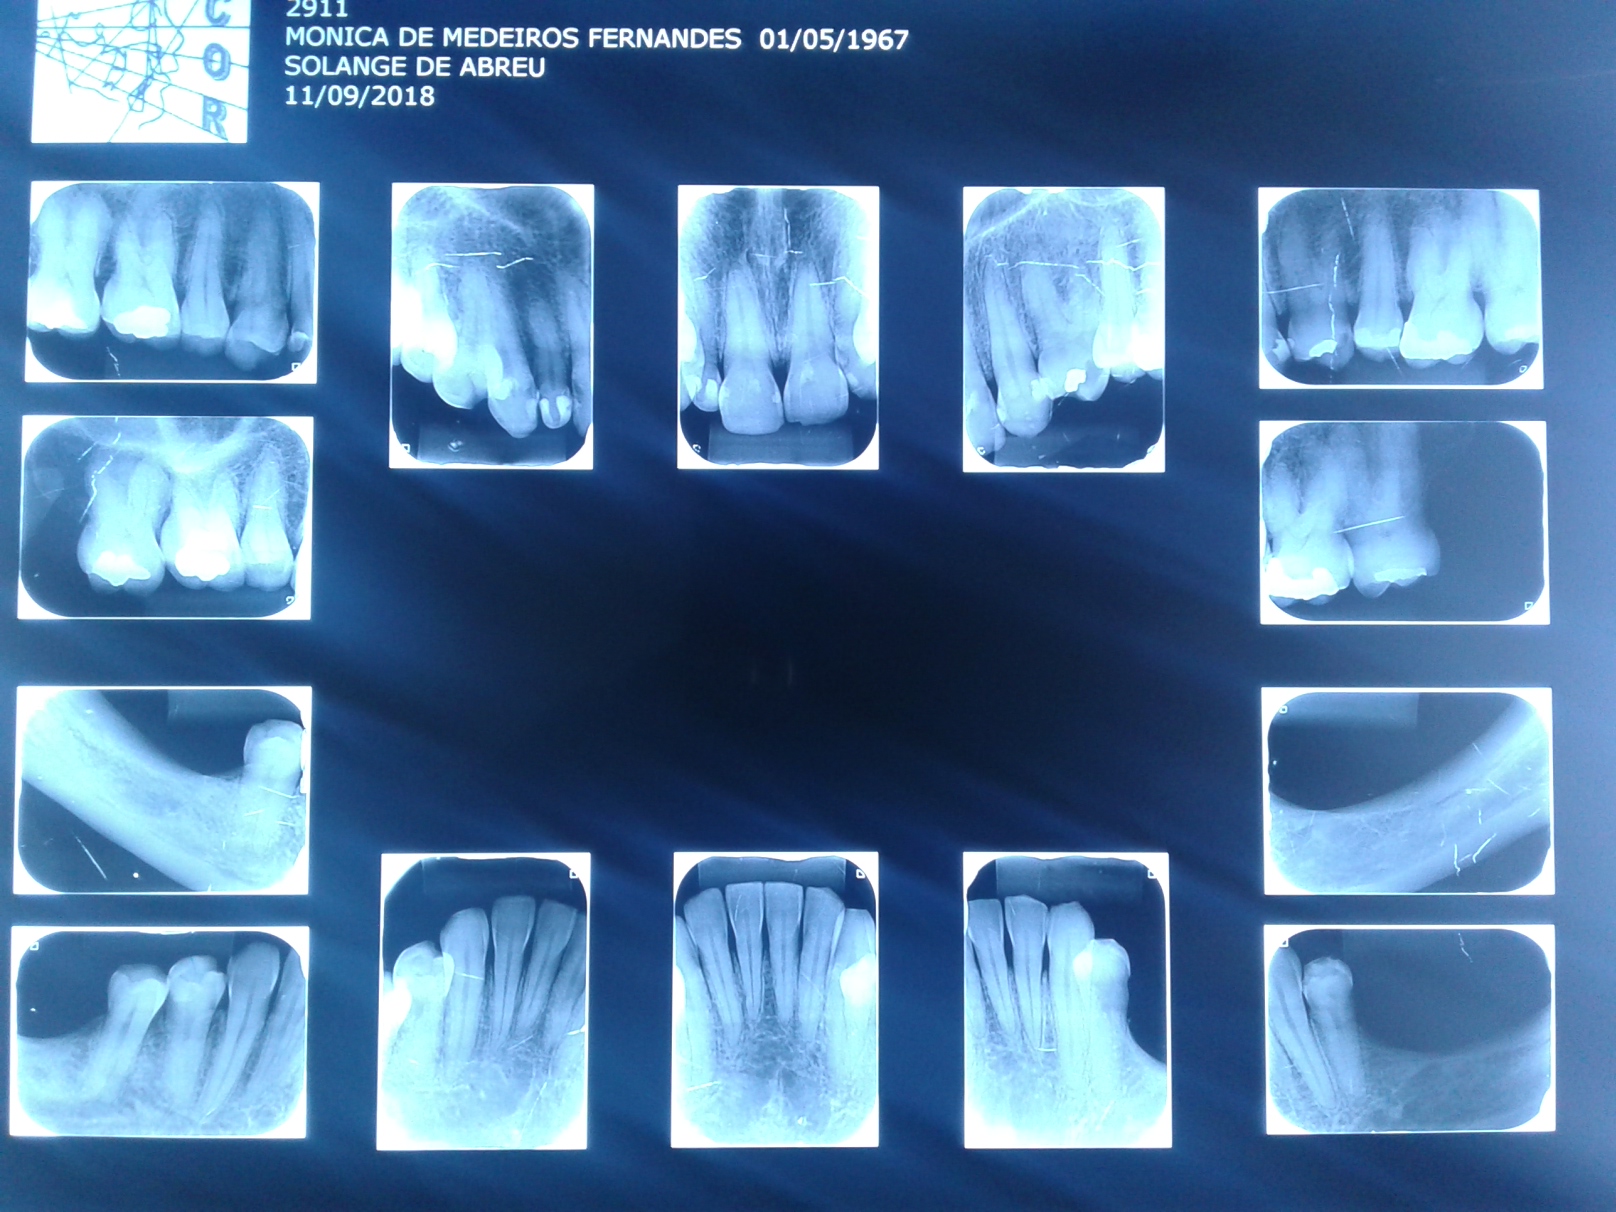 C
O
R
2911
MONICA DE MEDEIROS FERNANDES 01/05/1967
SOLANGE DE ABREU
11/09/2018